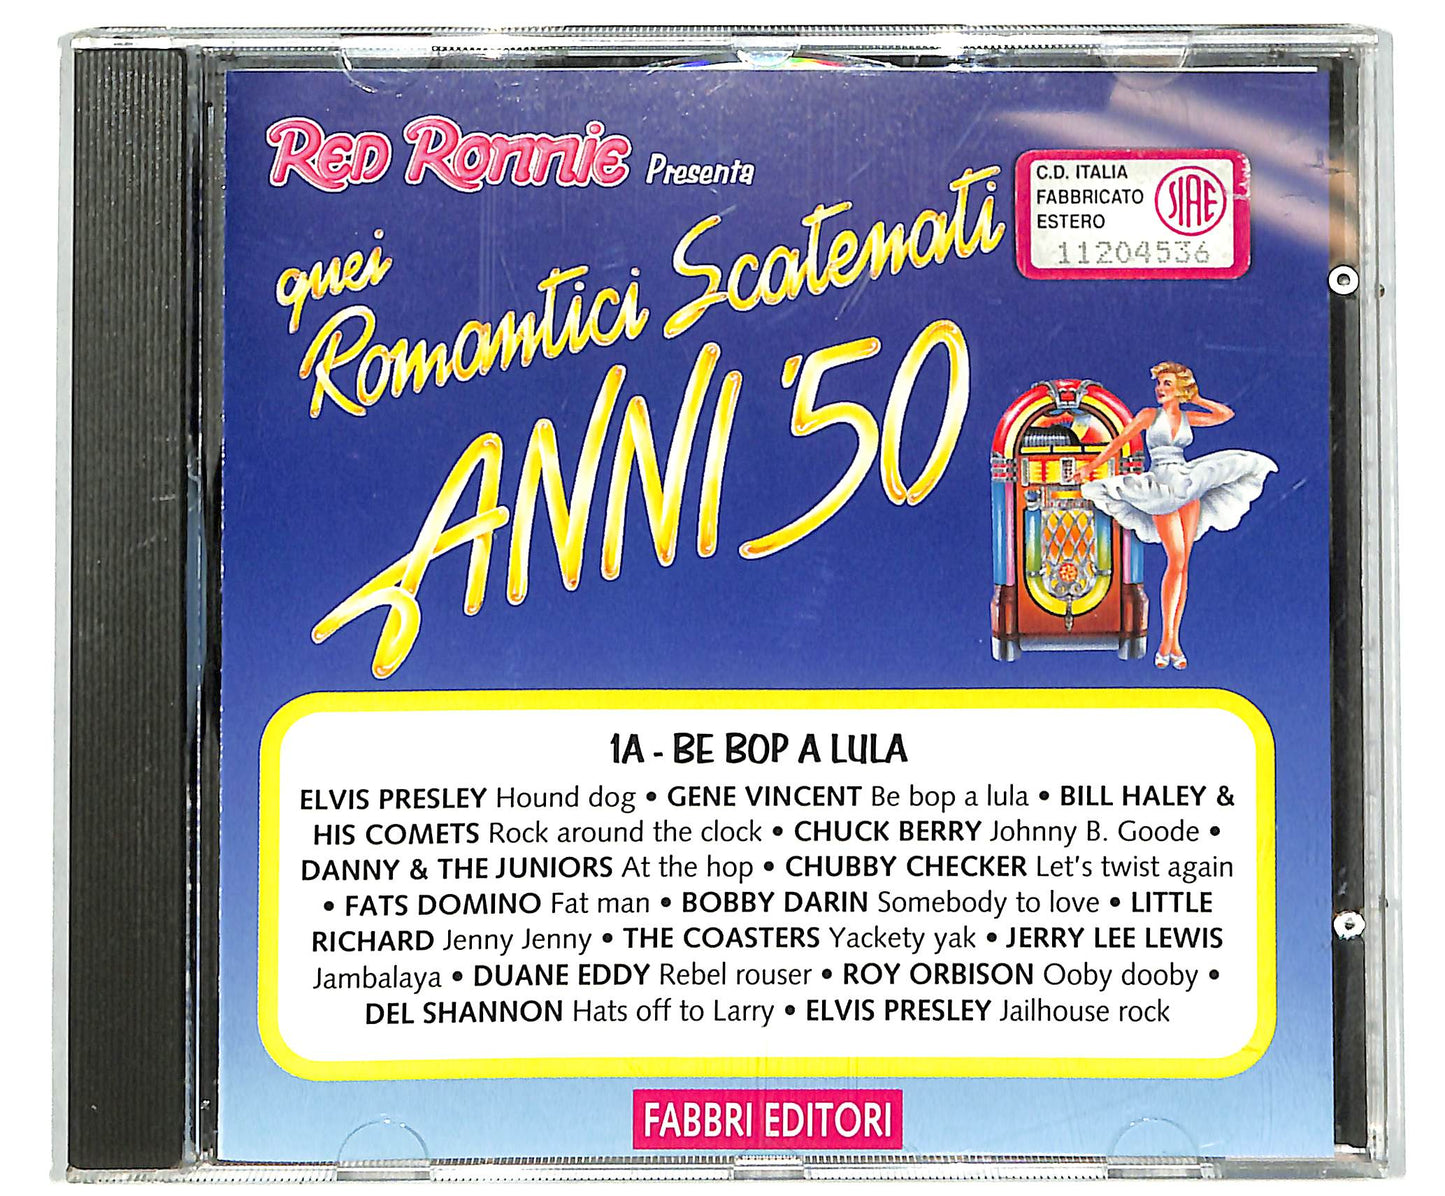 RED RONNIE Presenta
quei
Romantici Scatenati
ANNI '50
C.D. ITALIA
FABBRICATO
ESTERO
SIAE
11204536
1A - BE BOP A LULA
ELVIS PRESLEY Hound dog • GENE VINCENT Be bop a lula • BILL HALEY &
HIS COMETS Rock around the clock • CHUCK BERRY Johnny B. Goode •
DANNY & THE JUNIORS At the hop • CHUBBY CHECKER Let's twist again
• FATS DOMINO Fat man • BOBBY DARIN Somebody to love • LITTLE
RICHARD Jenny Jenny • THE COASTERS Yackety yak • JERRY LEE LEWIS
Jambalaya • DUANE EDDY Rebel rouser • ROY ORBISON Ooby dooby •
DEL SHANNON Hats off to Larry • ELVIS PRESLEY Jailhouse rock
FABBRI EDITORI